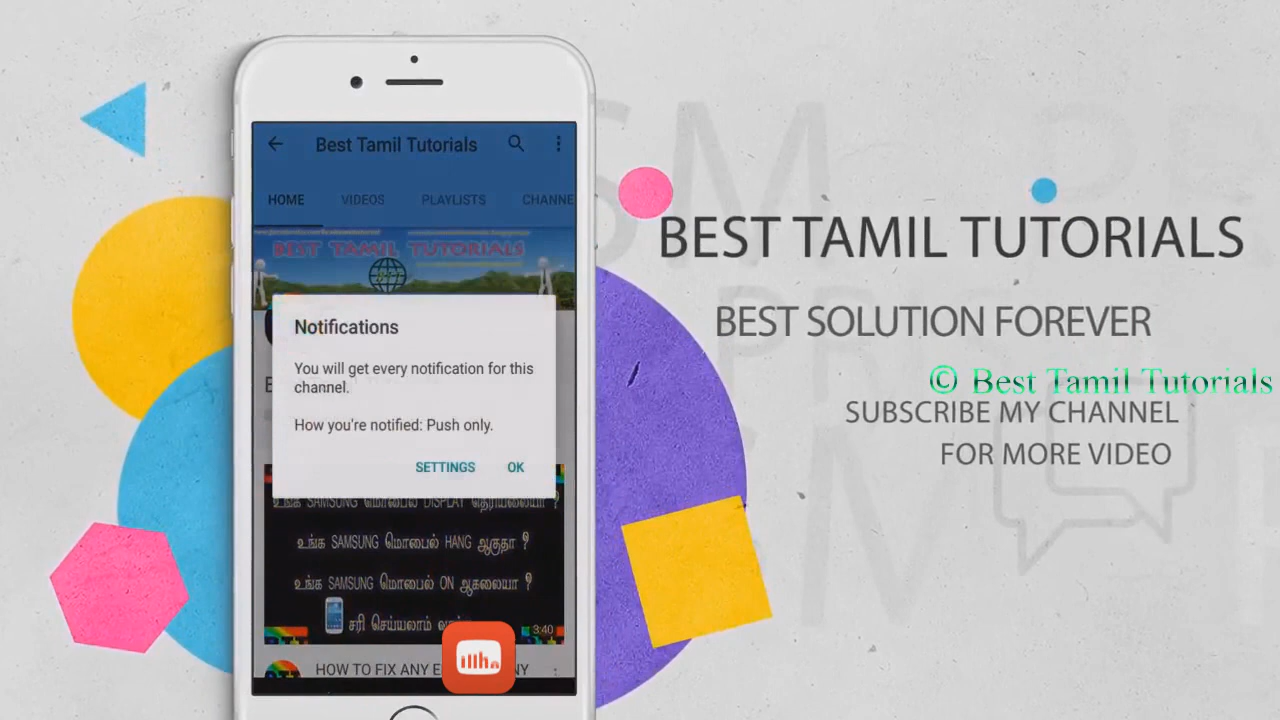 Best Tamil Tutorials
HOME VIDEOS PLAYLISTS CHANNE
BEST TAMIL TUTORIALS
Notifications
You will get every notification for this
channel.
How you're notified: Push only.
SETTINGS OK
உங்க SAMSUNG மொபைல் DISPLAY தெரியலையா ?
உங்க SAMSUNG மொபைல் HANG ஆகுதா ?
உங்க SAMSUNG மொபைல் ON ஆகலையா ?
சரி செய்யலாம்
3:40
HOW TO FIX ANY
BEST TAMIL TUTORIALS
BEST SOLUTION FOREVER
© Best Tamil Tutorials
SUBSCRIBE MY CHANNEL
FOR MORE VIDEO